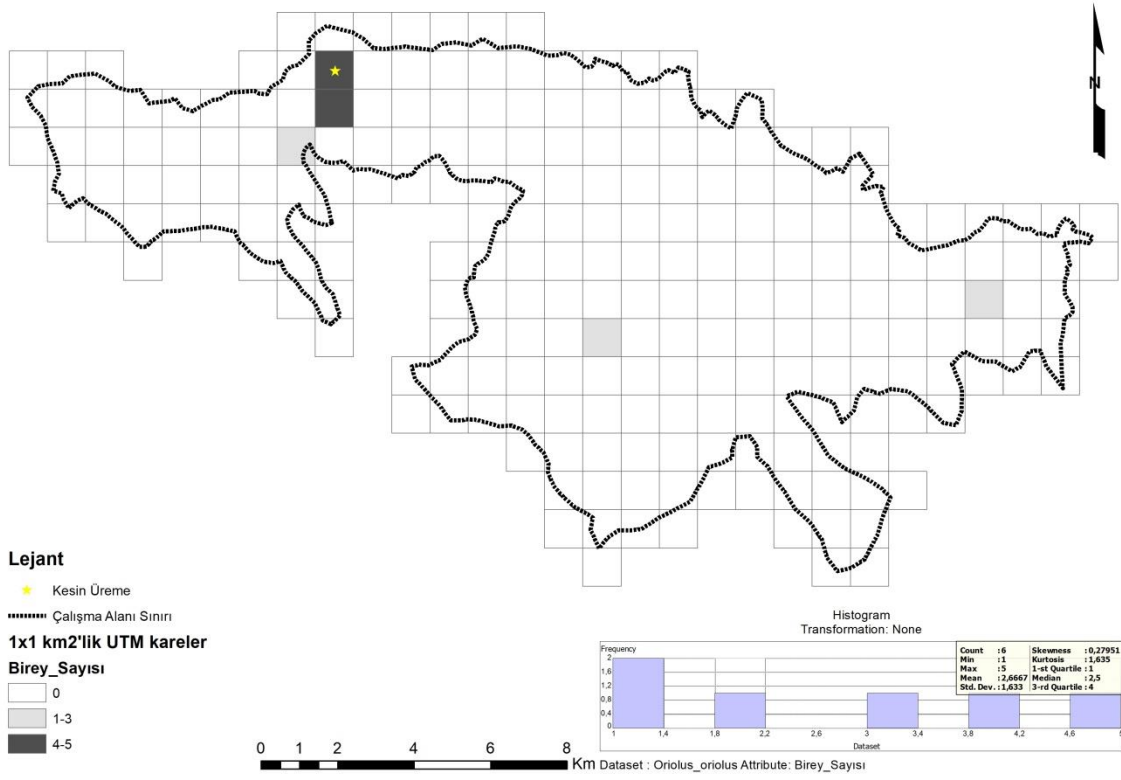 N
Lejant
Kesin Üreme
Çalışma Alanı Sınırı
1x1 km2'lik UTM kareler
Birey_Sayısı
0
1-3
4-5
0 1 2 4 6 8
Km
Histogram
Transformation: None
Frequency
2
1,6
1,2
0,8
0,4
0
1 1,4 1,8 2,2 2,6 3 3,4 3,8 4,2 4,6 5
Dataset
Count : 6 Skewness : 0,27951
Min : 1 Kurtosis : 1,635
Max : 5 1-st Quartile : 1
Mean : 2,6667 Median : 2,5
Std. Dev. : 1,633 3-rd Quartile : 4
Dataset : Oriolus_oriolus Attribute: Birey_Sayısı